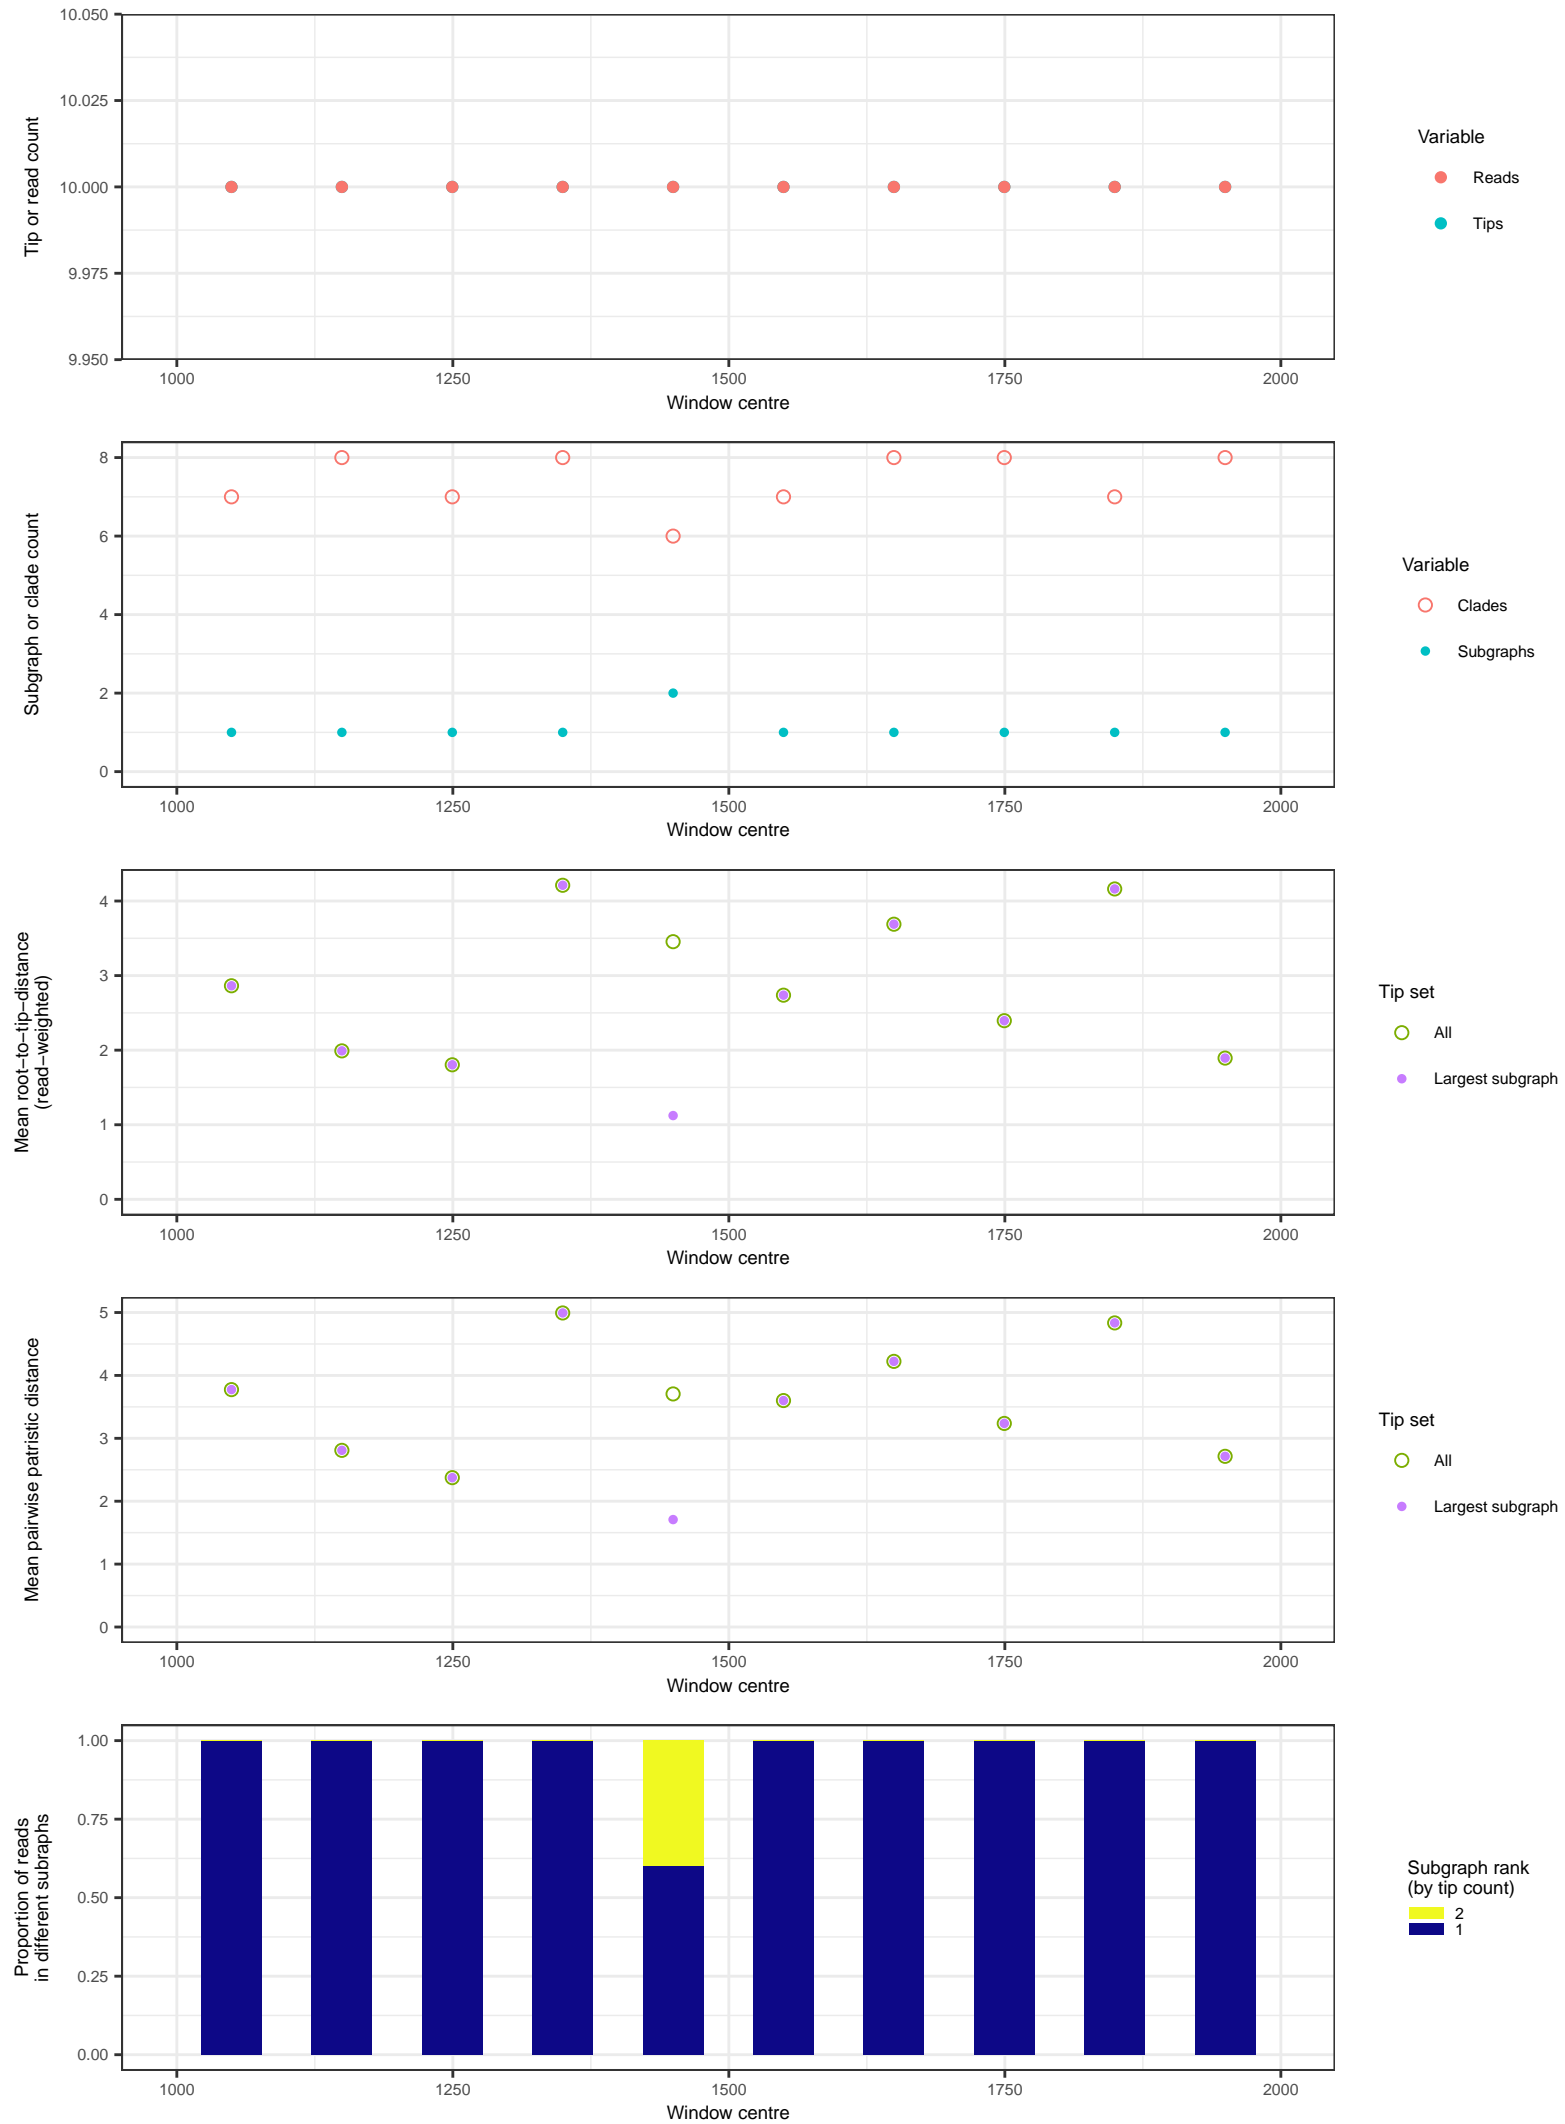 10.050
10.025
10.000
9.975
9.950
Tip or read count
1000 1250 1500 1750 2000
Window centre
Variable
Reads
Tips
8
6
4
2
0
Subgraph or clade count
1000 1250 1500 1750 2000
Window centre
Variable
Clades
Subgraphs
4
3
2
1
0
Mean root−to−tip−distance
(read−weighted)
1000 1250 1500 1750 2000
Window centre
Tip set
All
Largest subgraph
5
4
3
2
1
0
Mean pairwise patristic distance
1000 1250 1500 1750 2000
Window centre
Tip set
All
Largest subgraph
1.00
0.75
0.50
0.25
0.00
Proportion of reads
in different subraphs
1000 1250 1500 1750 2000
Window centre
Subgraph rank
(by tip count)
2
1